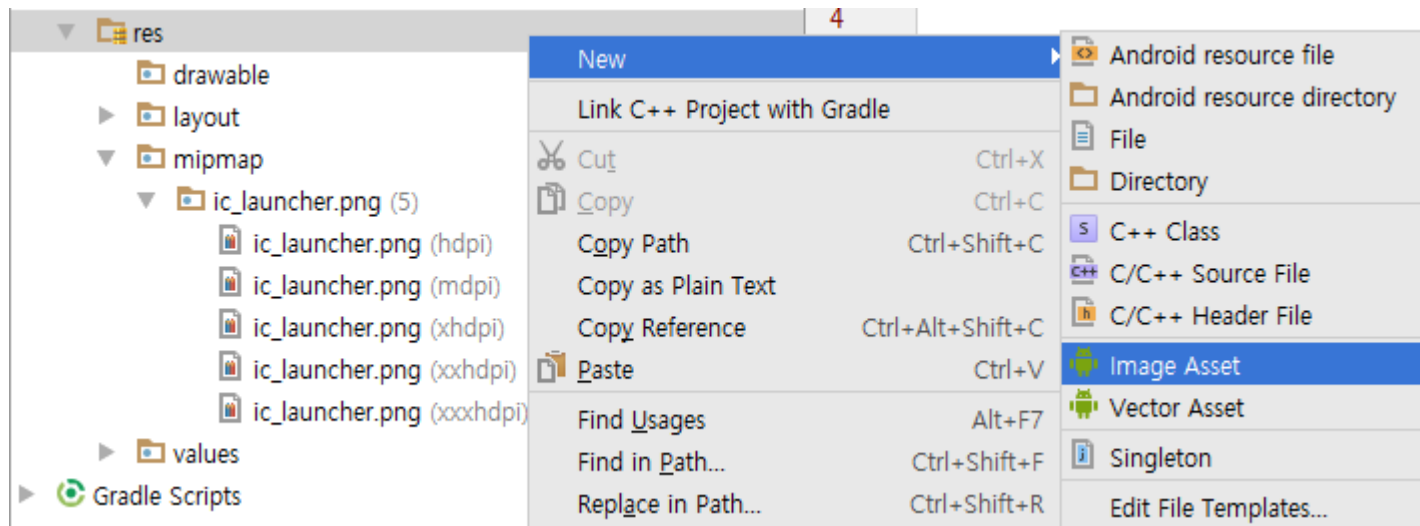 res
drawable
layout
mipmap
ic_launcher.png (5)
ic_launcher.png (hdpi)
ic_launcher.png (mdpi)
ic_launcher.png (xhdpi)
ic_launcher.png (xxhdpi)
ic_launcher.png (xxxhdpi)
values
Gradle Scripts
4
New
Link C++ Project with Gradle
Cut Ctrl+X
Copy Ctrl+C
Copy Path Ctrl+Shift+C
Copy as Plain Text
Copy Reference Ctrl+Alt+Shift+C
Paste Ctrl+V
Find Usages Alt+F7
Find in Path... Ctrl+Shift+F
Replace in Path... Ctrl+Shift+R
Android resource file
Android resource directory
File
Directory
S C++ Class
C++ C/C++ Source File
h C/C++ Header File
Image Asset
Vector Asset
j Singleton
Edit File Templates...